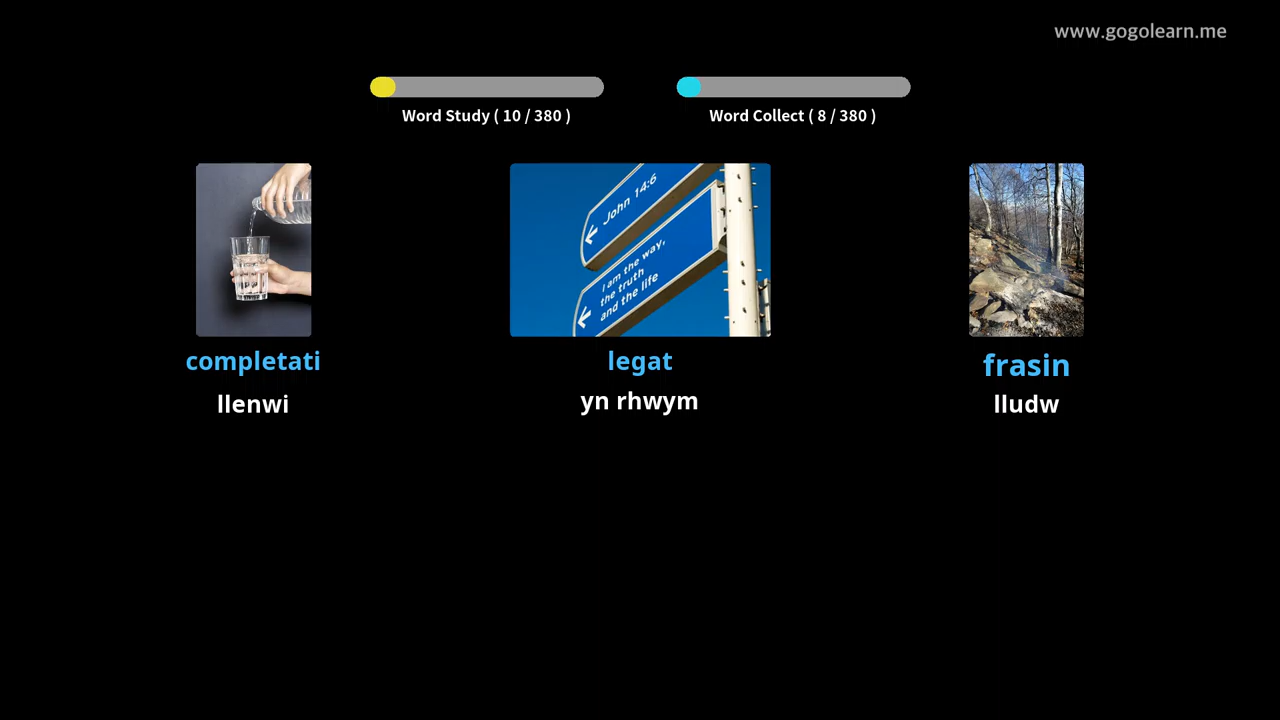 www.gogolearn.me
Word Study ( 10 / 380 )
Word Collect ( 8 / 380 )
John 14:6
I am the way,
the truth
and the life
completati
legat
frasin
llenwi
yn rhwym
lludw